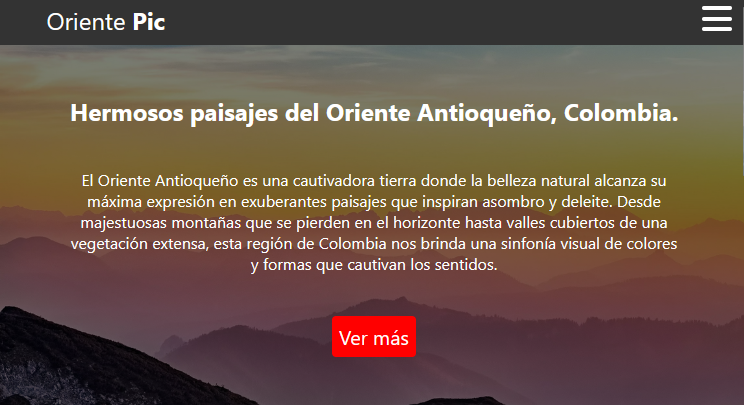 Oriente Pic
Hermosos paisajes del Oriente Antioqueño, Colombia.
El Oriente Antioqueño es una cautivadora tierra donde la belleza natural alcanza su
máxima expresión en exuberantes paisajes que inspiran asombro y deleite. Desde
majestuosas montañas que se pierden en el horizonte hasta valles cubiertos de una
vegetación extensa, esta región de Colombia nos brinda una sinfonía visual de colores
y formas que cautivan los sentidos.
Ver más